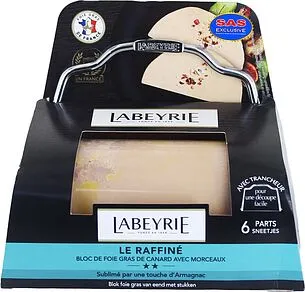 SAS
EXCLUSIVE
LABEYRIE
LABEYRIE
AVEC TRANCHEUR
pour une
découpe
facile
6 PARTS
SNEETJES
LABEYRIE
LE RAFFINÉ
BLOC DE FOIE GRAS DE CANARD AVEC MORCEAUX
Sublimé par une touche d'Armagnac
Blok foie gras van eend met stukken